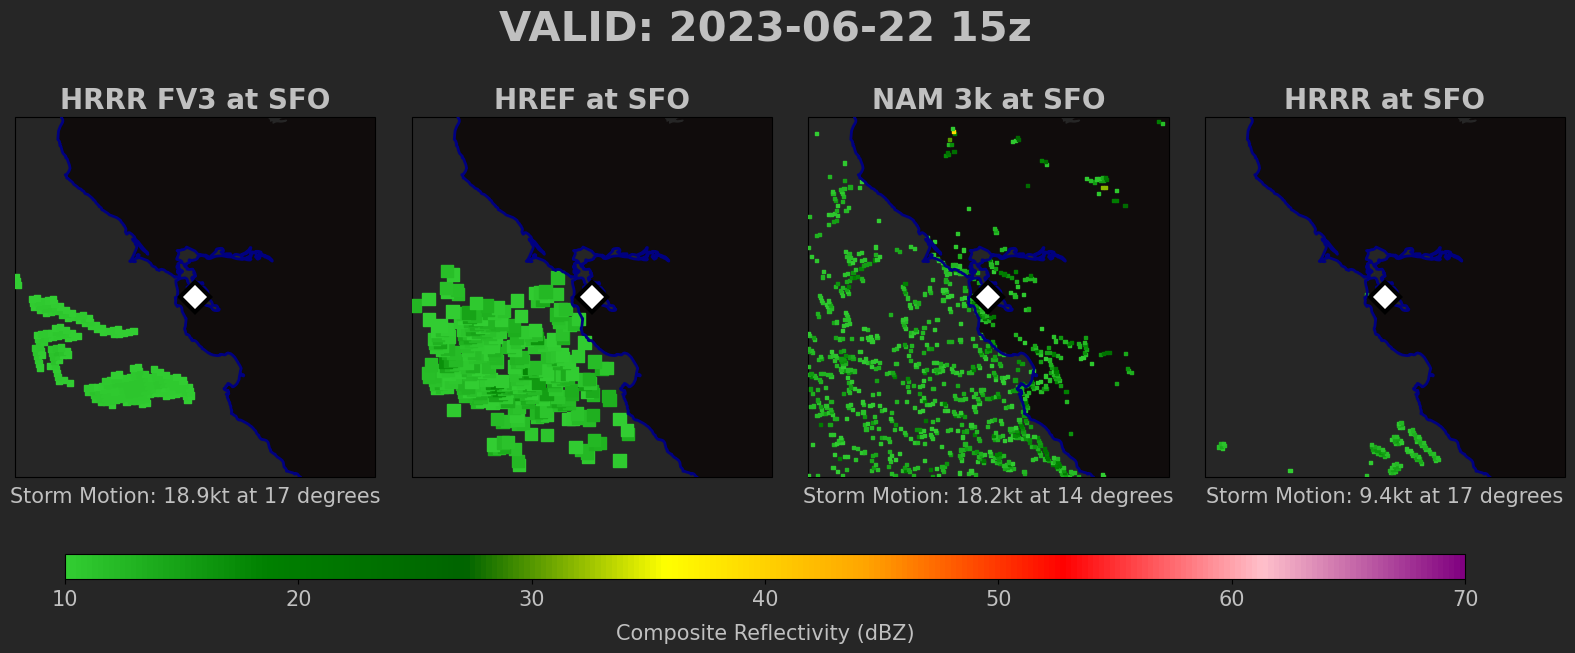 VALID: 2023-06-22 15z
HRRR FV3 at SFO
HREF at SFO
NAM 3k at SFO
HRRR at SFO
Storm Motion: 18.9kt at 17 degrees
Storm Motion: 18.2kt at 14 degrees
Storm Motion: 9.4kt at 17 degrees
10 20 30 40 50 60 70
Composite Reflectivity (dBZ)